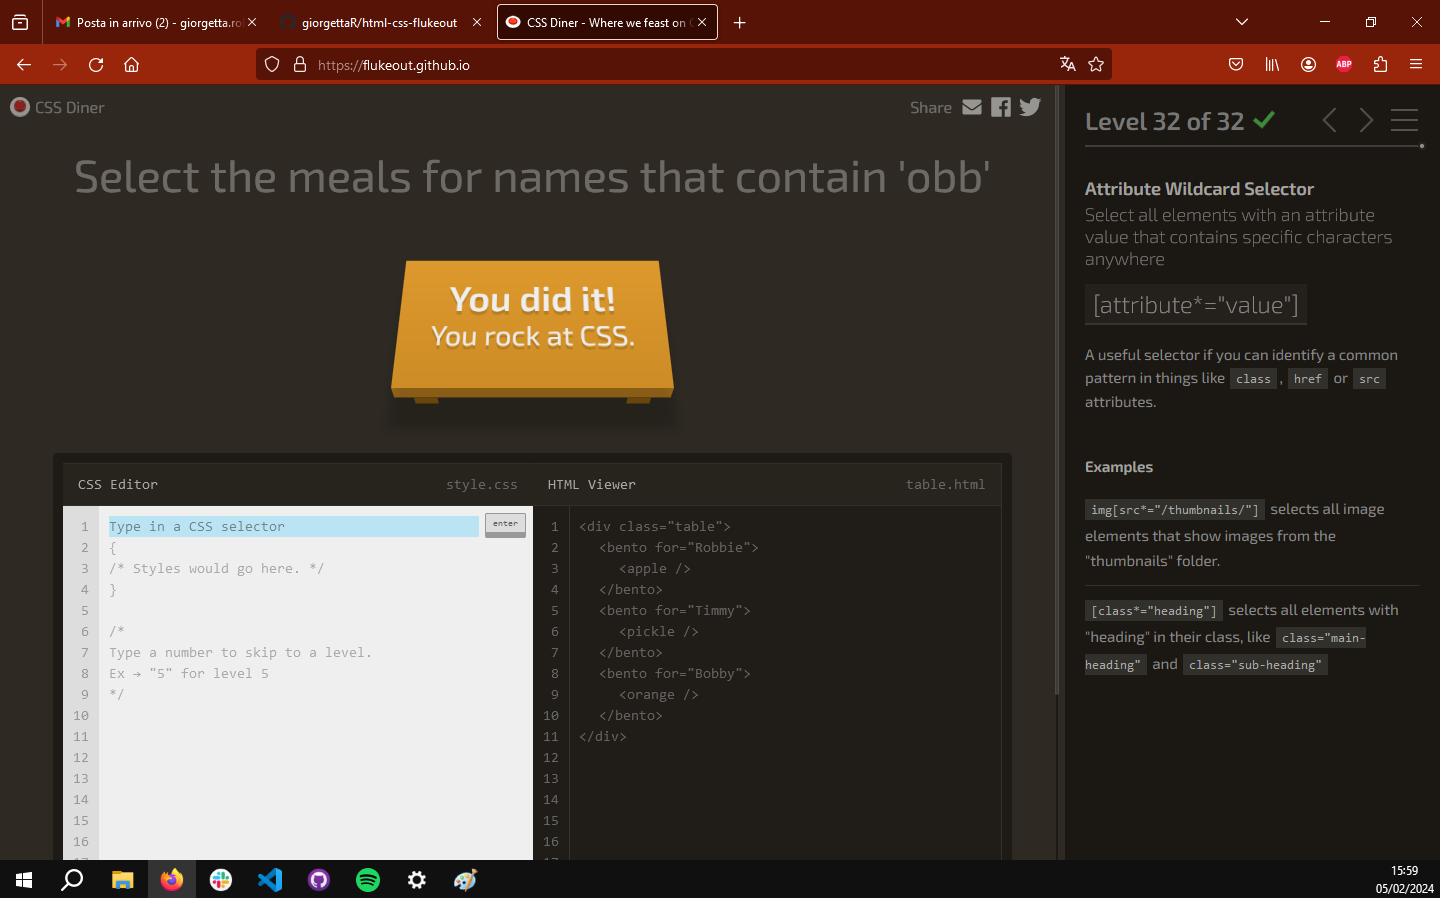 Posta in arrivo (2) - giorgetta.ro
giorgettaR/html-css-flukeout
CSS Diner - Where we feast on
https://flukeout.github.io
ABP
CSS Diner
Share
Select the meals for names that contain 'obb'
You did it!
You rock at CSS.
CSS Editor
style.css
1 Type in a CSS selector
enter
2 {
3 /* Styles would go here. */
4 }
5
6 /*
7 Type a number to skip to a level.
8 Ex → "5" for level 5
9 */
10
11
12
13
14
15
16
17
HTML Viewer
table.html
1 <div class="table">
2 <bento for="Robbie">
3 <apple />
4 </bento>
5 <bento for="Timmy">
6 <pickle />
7 </bento>
8 <bento for="Bobby">
9 <orange />
10 </bento>
11 </div>
12
13
14
15
16
17
Level 32 of 32
Attribute Wildcard Selector
Select all elements with an attribute
value that contains specific characters
anywhere
[attribute*="value"]
A useful selector if you can identify a common
pattern in things like class, href or src
attributes.
Examples
img[src*="/thumbnails/"] selects all image
elements that show images from the
"thumbnails" folder.
[class*="heading"] selects all elements with
"heading" in their class, like class="main-
heading" and class="sub-heading"
15:59
05/02/2024